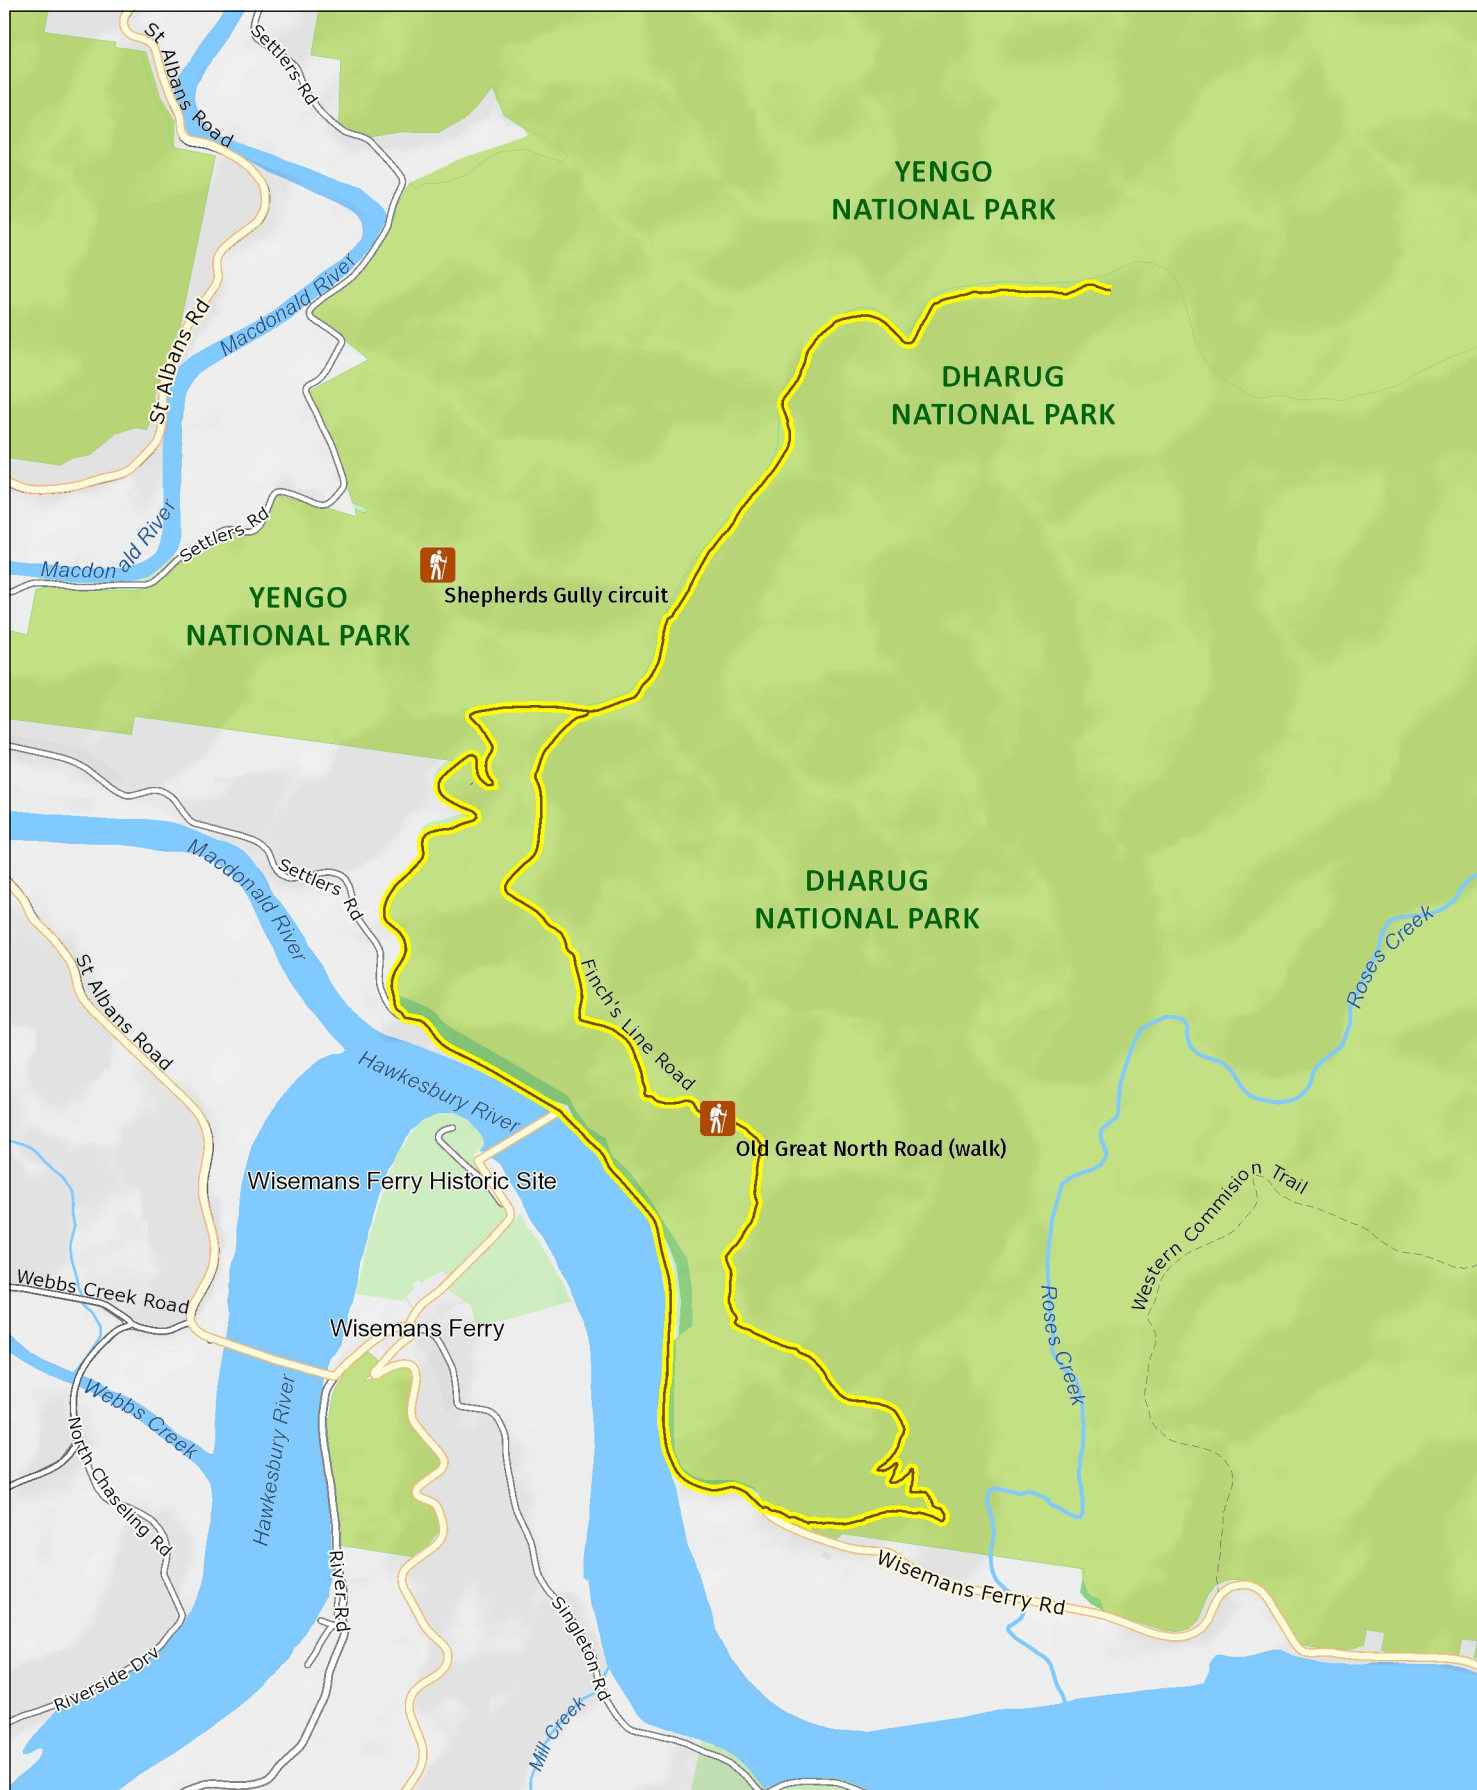 St Albans Road
Settlers Rd
YENGO
NATIONAL PARK
Macdonald River
St Albans Rd
DHARUG
NATIONAL PARK
Macdonald River
Settlers Rd
Shepherds Gully circuit
YENGO
NATIONAL PARK
Macdonald River
Settlers Rd
DHARUG
NATIONAL PARK
Roses Creek
St Albans Road
Finch's Line Road
Hawkesbury River
Old Great North Road (walk)
Wisemans Ferry Historic Site
Western Commision Trail
Webbs Creek Road
Wisemans Ferry
Roses Creek
Webbs Creek
Hawkesbury River
North Chaseling Rd
River Rd
Wisemans Ferry Rd
Singleton Rd
Riverside Drv
Mill Creek